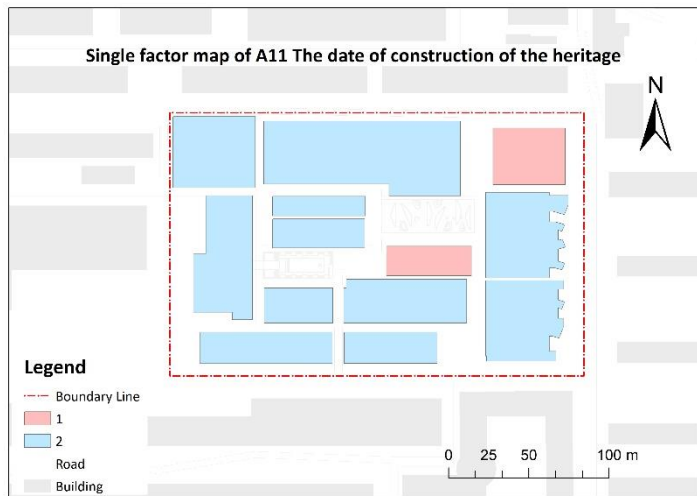 Single factor map of A11 The date of construction of the heritage
N
Legend
Boundary Line
1
2
Road
Building
0 25 50 100 m